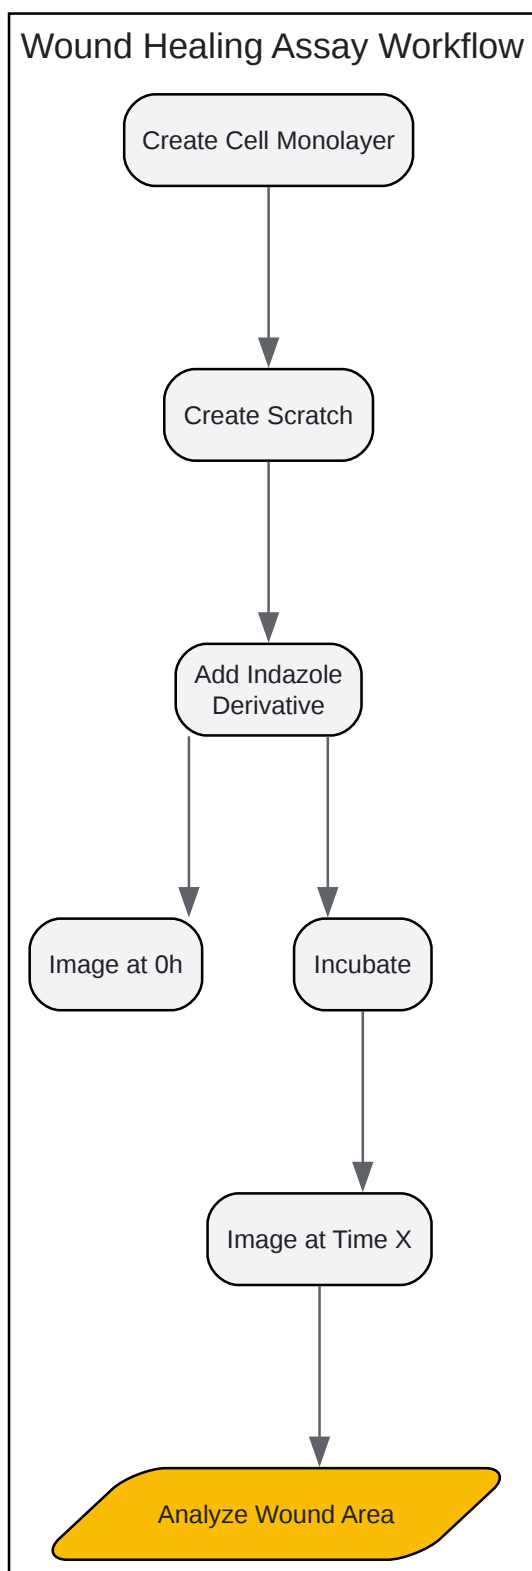 Wound Healing Assay Workflow
Create Cell Monolayer
Create Scratch
Add Indazole
Derivative
Image at 0h
Incubate
Image at Time X
Analyze Wound Area